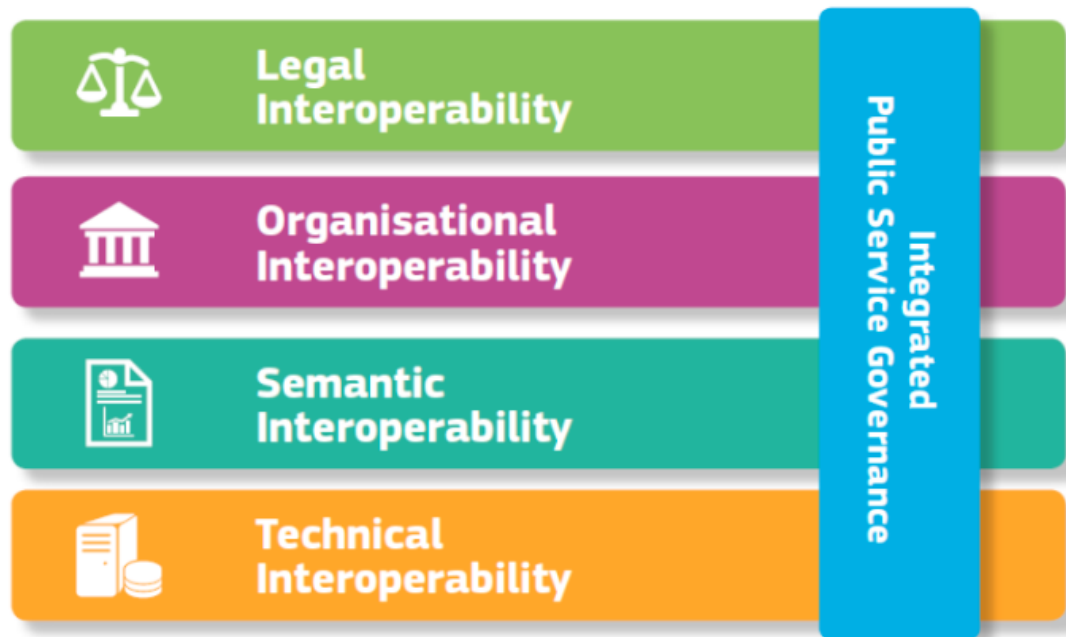 Legal
Interoperability
Organisational
Interoperability
Semantic
Interoperability
Technical
Interoperability
Integrated
Public Service Governance